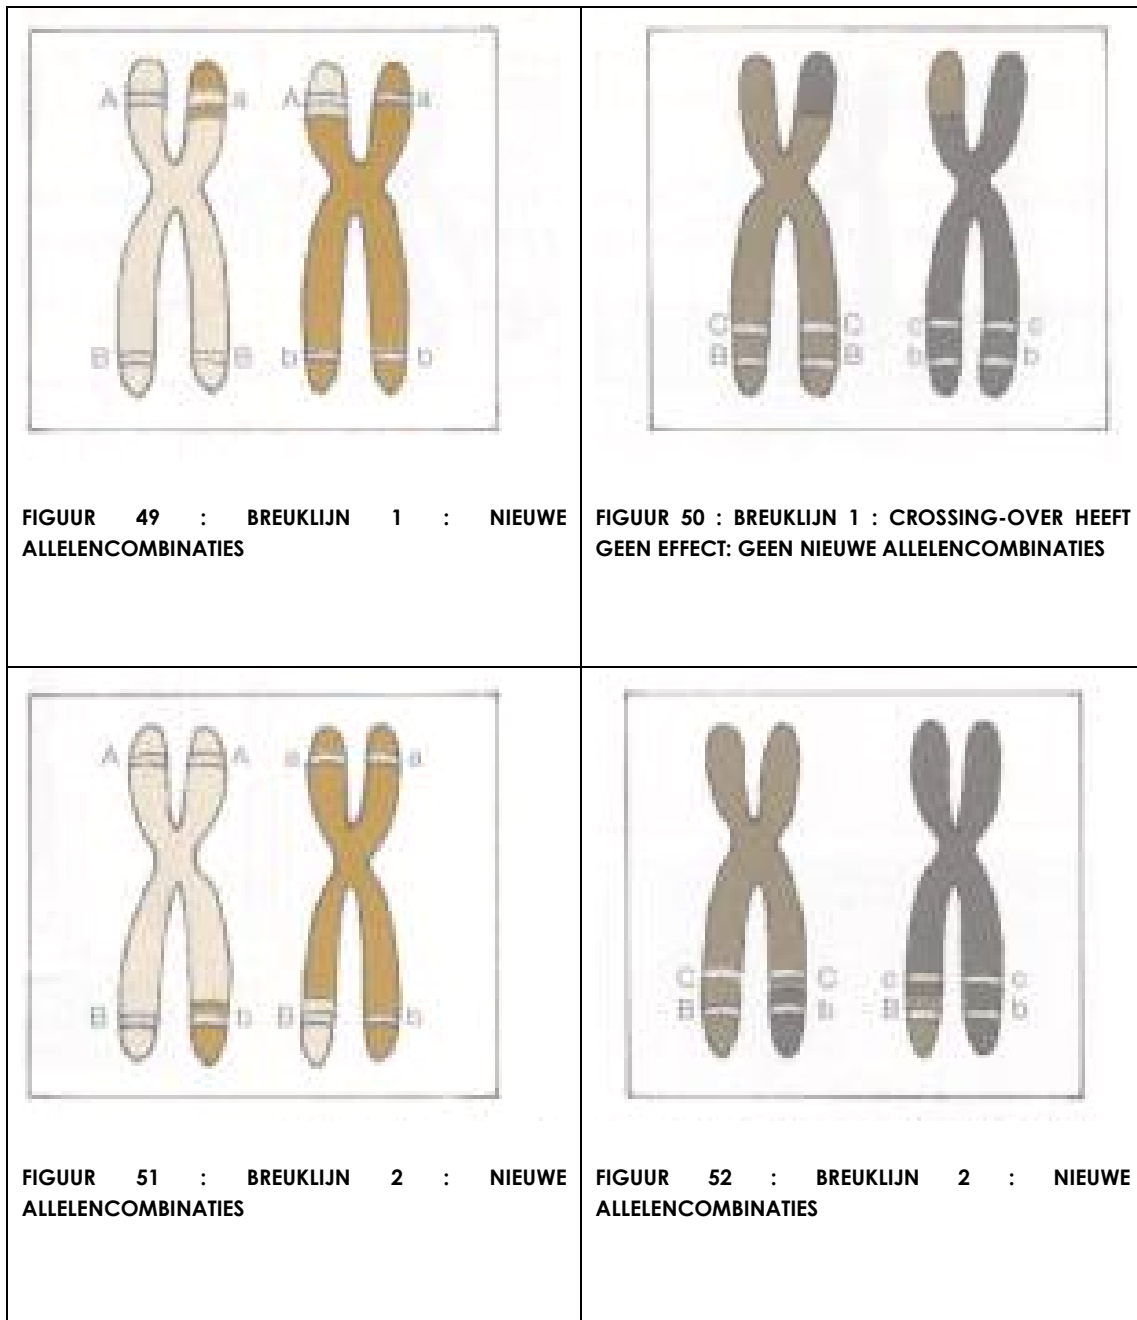 A a A a
B B b b
FIGUUR 49 : BREUKLIJN 1 : NIEUWE
ALLELENCOMBINATIES
C C c c
B B b b
FIGUUR 50 : BREUKLIJN 1 : CROSSING-OVER HEEFT
GEEN EFFECT: GEEN NIEUWE ALLELENCOMBINATIES
A A a a
B b B b
FIGUUR 51 : BREUKLIJN 2 : NIEUWE
ALLELENCOMBINATIES
C C c c
B b B b
FIGUUR 52 : BREUKLIJN 2 : NIEUWE
ALLELENCOMBINATIES